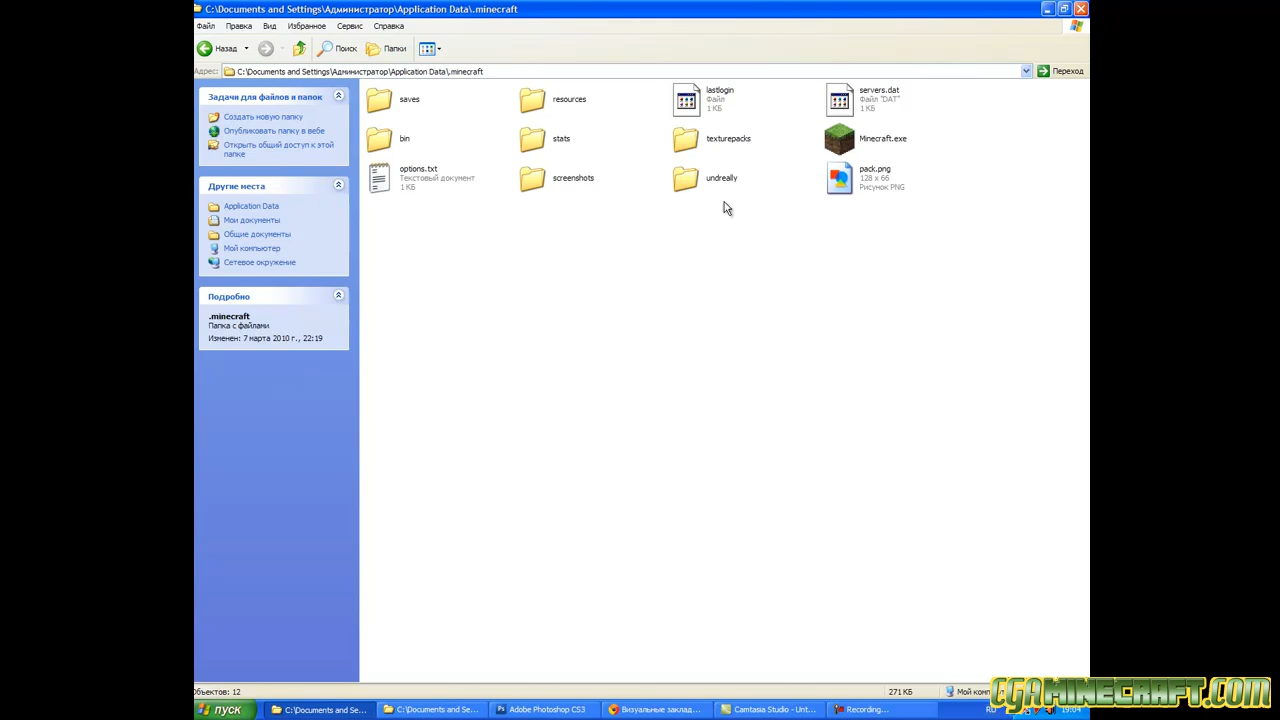 C:\Documents and Settings\Администратор\Application Data\.minecraft
Файл Правка Вид Избранное Сервис Справка
Назад Поиск Папки
Адрес: C:\Documents and Settings\Администратор\Application Data\.minecraft Переход
Задачи для файлов и папок
Создать новую папку
Опубликовать папку в вебе
Открыть общий доступ к этой
папке
Другие места
Application Data
Мои документы
Общие документы
Мой компьютер
Сетевое окружение
Подробно
.minecraft
Папка с файлами
Изменен: 7 марта 2010 г., 22:19
saves
resources
lastlogin
Файл
1 КБ
servers.dat
Файл "DAT"
1 КБ
bin
stats
texturepacks
Minecraft.exe
options.txt
Текстовый документ
1 КБ
screenshots
undreally
pack.png
128 x 66
Рисунок PNG
Объектов: 12
271 КБ
Мой комп
пуск
C:\Documents and Se...
C:\Documents and Se...
Adobe Photoshop CS3
Визуальные заклад...
Camtasia Studio - Unt...
Recording...
RU
19:04
CGAMINECRAFT.COM